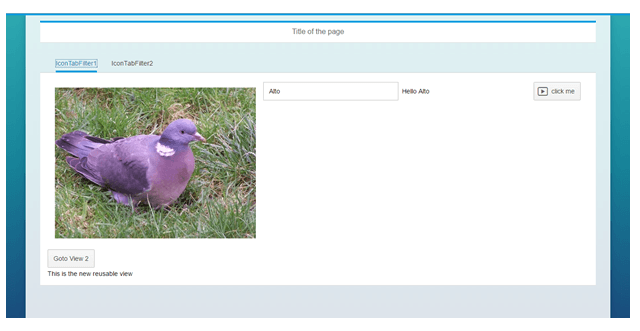 Title of the page
IconTabFilter1 IconTabFilter2
Alto Hello Alto click me
Goto View 2
This is the new reusable view